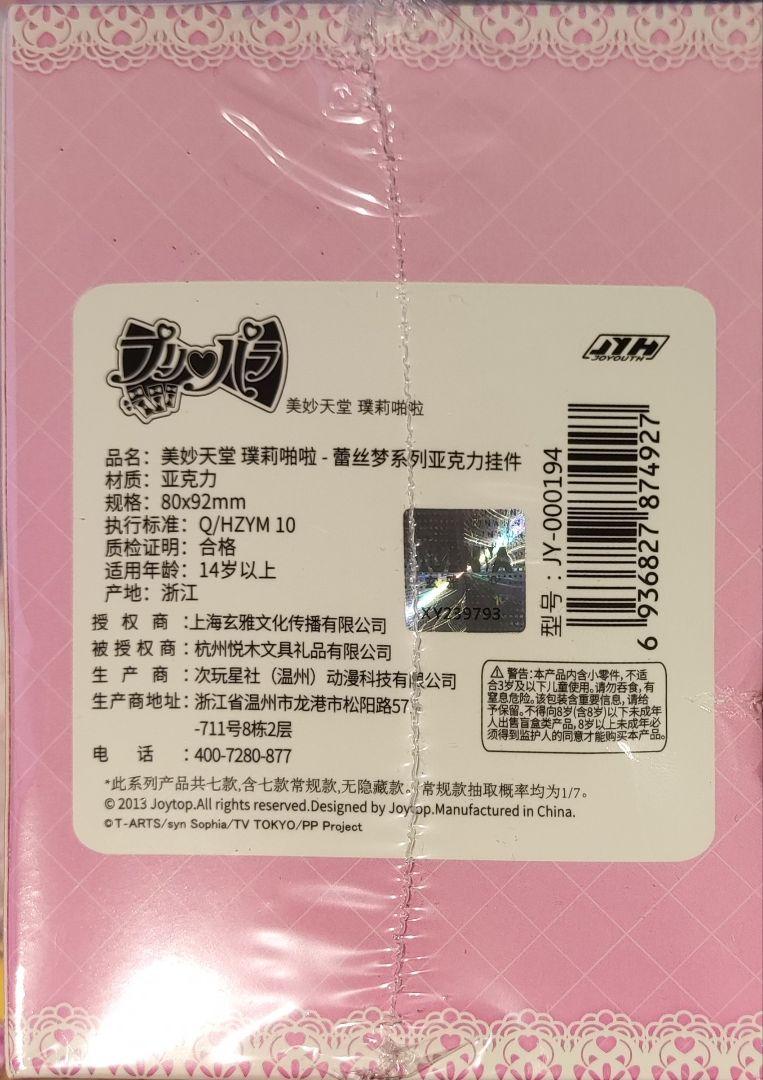 プリパラ
美妙天堂 璞莉啪啦
JYH
JOYOUTH
品名：美妙天堂 璞莉啪啦 - 蕾丝梦系列亚克力挂件
材质：亚克力
规格：80x92mm
执行标准：Q/HZYM 10
质检证明：合格
适用年龄：14岁以上
产地：浙江
授权商：上海玄雅文化传播有限公司
被授权商：杭州悦木文具礼品有限公司
生产商：次玩星社（温州）动漫科技有限公司
生产商地址：浙江省温州市龙港市松阳路57
-711号8栋2层
电话：400-7280-877
XY239793
型号：JY-000194
6 936827 874927
警告:本产品内含小零件，不适
合3岁及以下儿童使用。请勿吞食，有
窒息危险。该包装含重要信息，请给
予保留。不得向8岁(含8岁)以下未成年
人出售盲盒类产品，8岁以上未成年必
须得到监护人的同意才能购买本产品。
*此系列产品共七款,含七款常规款,无隐藏款。常规款抽取概率均为1/7。
© 2013 Joytop.All rights reserved.Designed by Joytop.Manufactured in China.
©T-ARTS/syn Sophia/TV TOKYO/PP Project